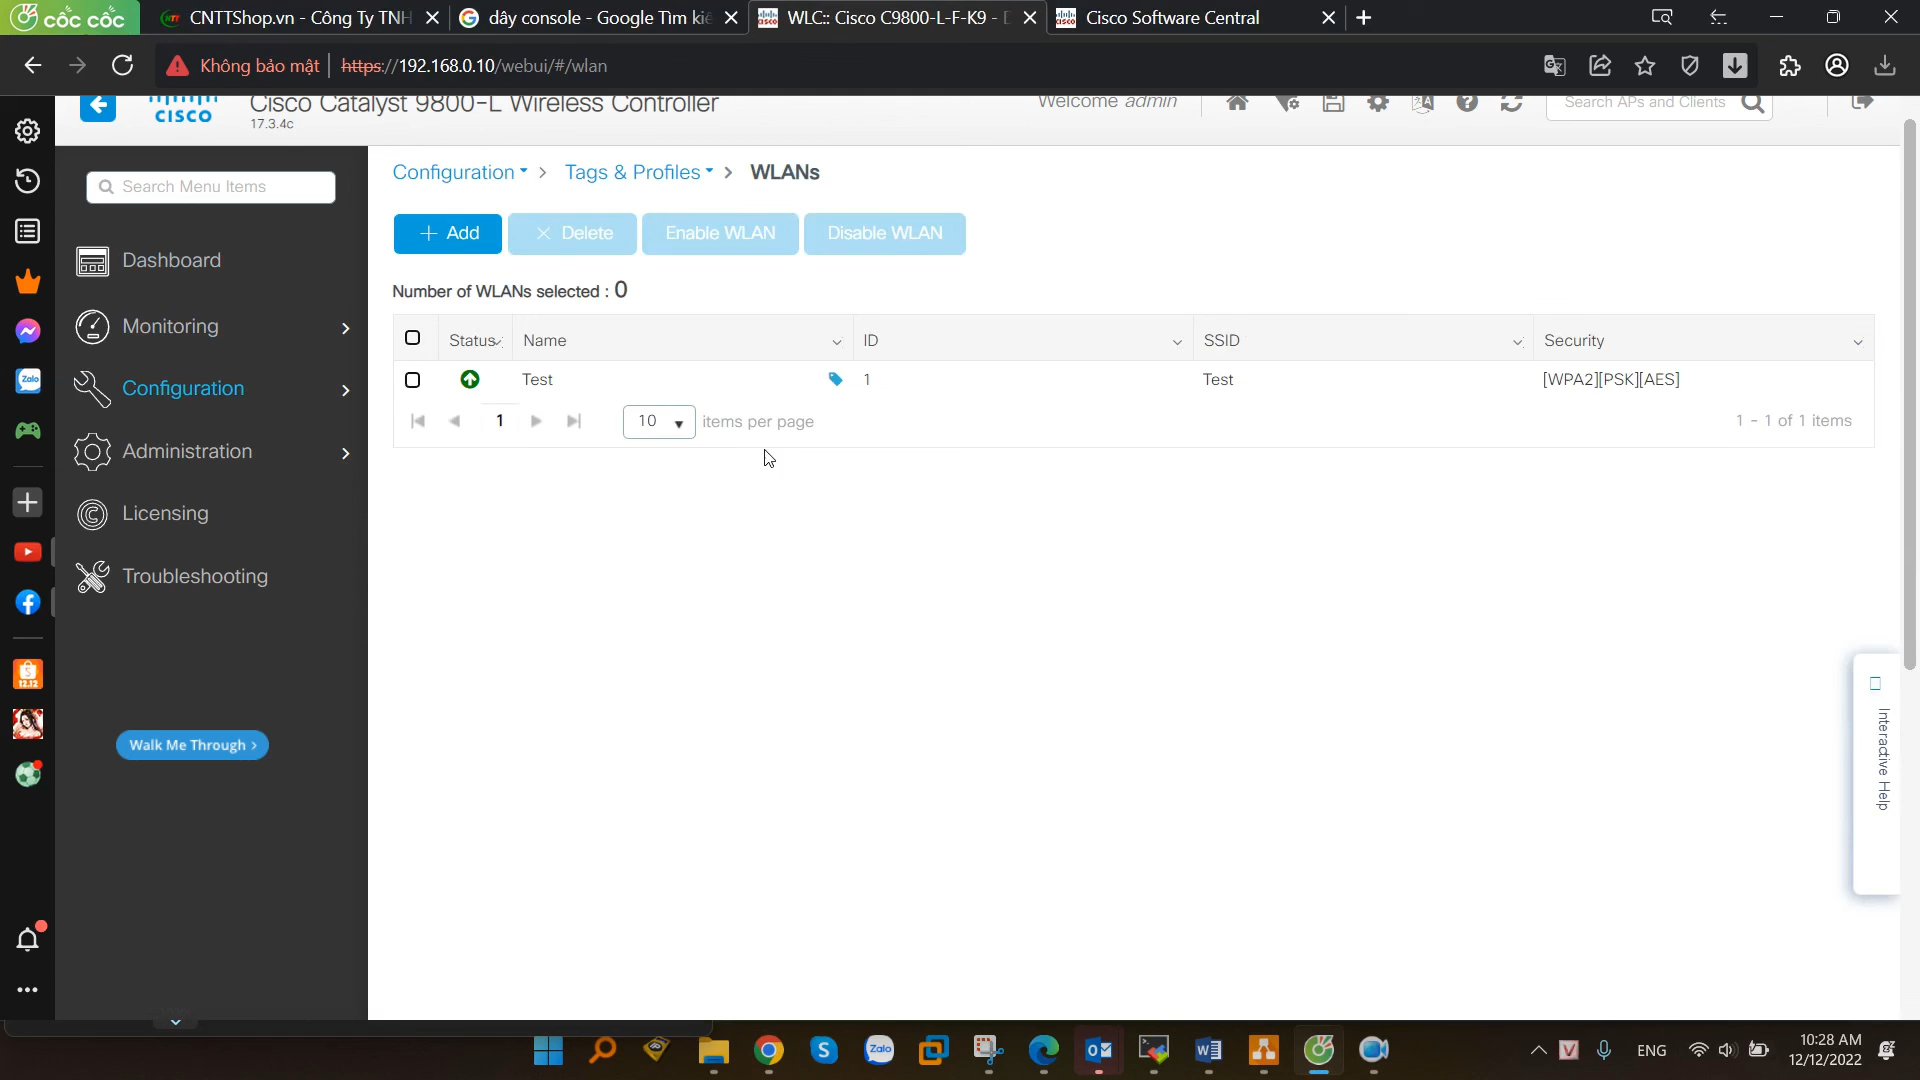 cốc cốc
CNTTShop.vn - Công Ty TNH
dây console - Google Tìm kiế
WLC:: Cisco C9800-L-F-K9 - D
Cisco Software Central
Không bảo mật
https://192.168.0.10/webui/#/wlan
CISCO
Cisco Catalyst 9800-L Wireless Controller
17.3.4c
Welcome admin
Search APs and Clients
Search Menu Items
Dashboard
Monitoring
Configuration
Administration
Licensing
Troubleshooting
Walk Me Through >
Configuration > Tags & Profiles > WLANs
+ Add
× Delete
Enable WLAN
Disable WLAN
Number of WLANs selected : 0
Status Name ID SSID Security
Test 1 Test [WPA2][PSK][AES]
1 10 items per page 1 - 1 of 1 items
Interactive Help
Zalo
12.12
Zalo
ENG
10:28 AM
12/12/2022